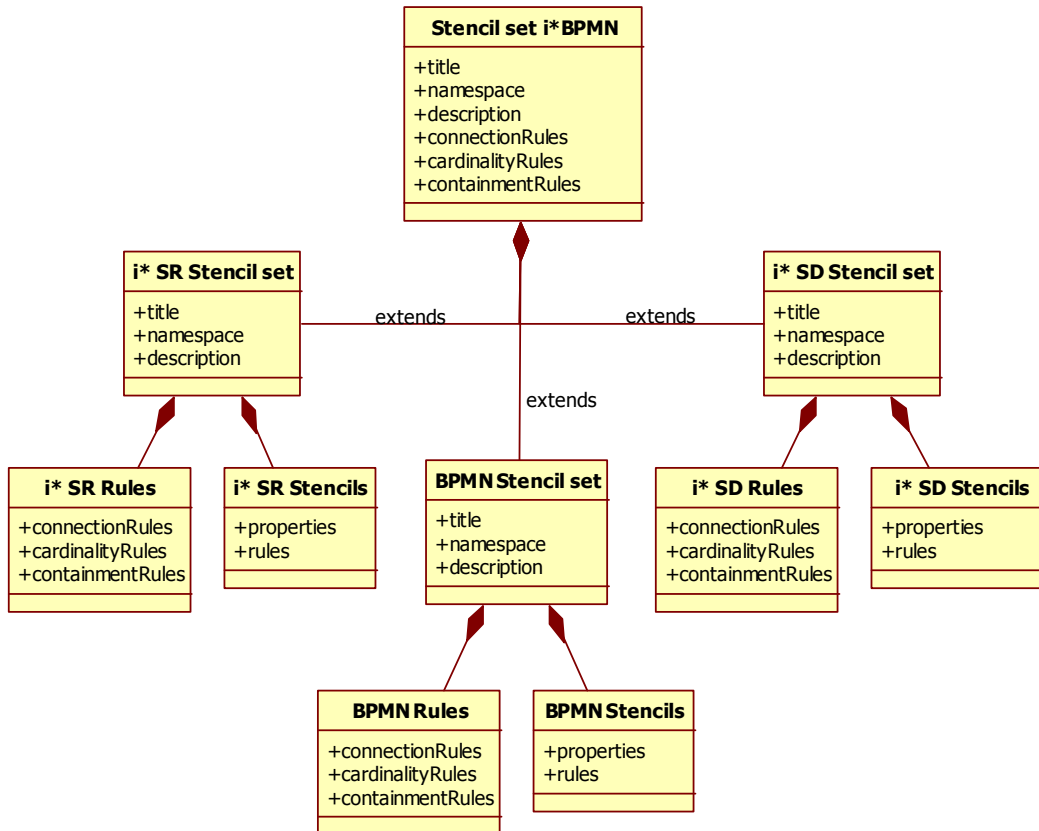 Stencil set i*BPMN
+title
+namespace
+description
+connectionRules
+cardinalityRules
+containmentRules
i* SR Stencil set
+title
+namespace
+description
i* SD Stencil set
+title
+namespace
+description
extends
extends
extends
i* SR Rules
+connectionRules
+cardinalityRules
+containmentRules
i* SR Stencils
+properties
+rules
BPMN Stencil set
+title
+namespace
+description
i* SD Rules
+connectionRules
+cardinalityRules
+containmentRules
i* SD Stencils
+properties
+rules
BPMN Rules
+connectionRules
+cardinalityRules
+containmentRules
BPMN Stencils
+properties
+rules